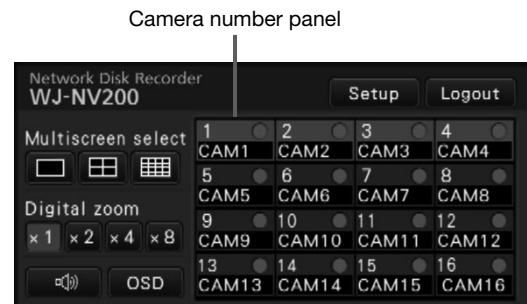 Camera number panel
Network Disk Recorder
WJ-NV200
Setup Logout
Multiscreen select
Digital zoom
×1 ×2 ×4 ×8
OSD
1 2 3 4
CAM1 CAM2 CAM3 CAM4
5 6 7 8
CAM5 CAM6 CAM7 CAM8
9 10 11 12
CAM9 CAM10 CAM11 CAM12
13 14 15 16
CAM13 CAM14 CAM15 CAM16